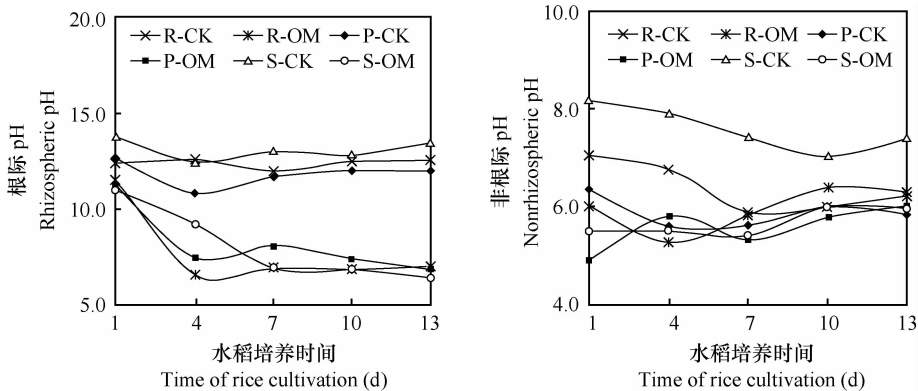 根际 pH
Rhizospheric pH
20.0
15.0
10.0
5.0
R-CK R-OM P-CK
P-OM S-CK S-OM
1 4 7 10 13
水稻培养时间
Time of rice cultivation (d)
非根际 pH
Nonrhizospheric pH
8.0
6.0
4.0
R-CK R-OM P-CK
P-OM S-CK S-OM
1 4 7 10 13
水稻培养时间
Time of rice cultivation (d)